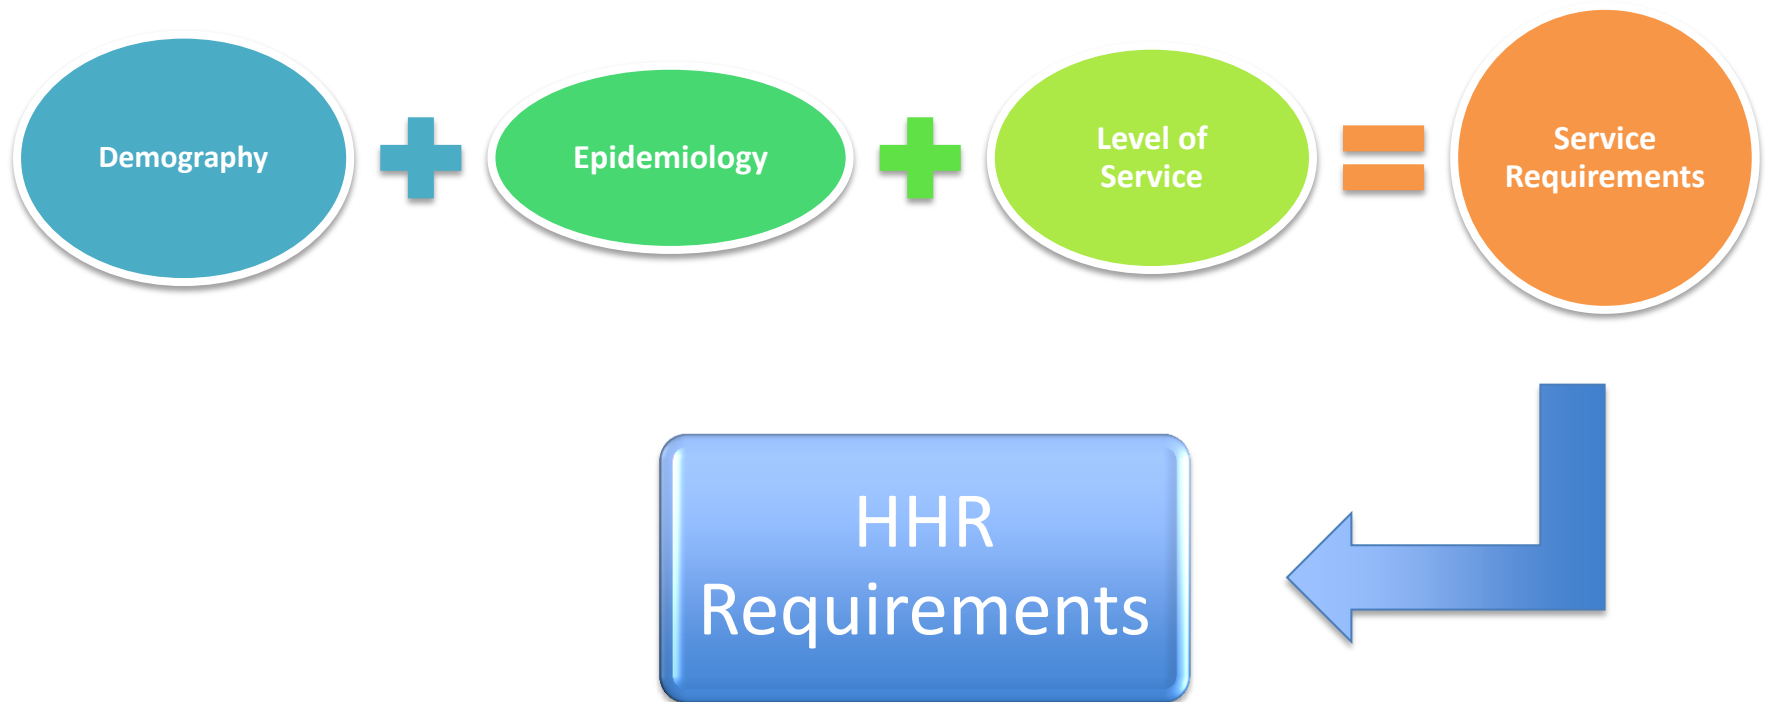 Demography
Epidemiology
Level of
Service
Service
Requirements
HHR
Requirements